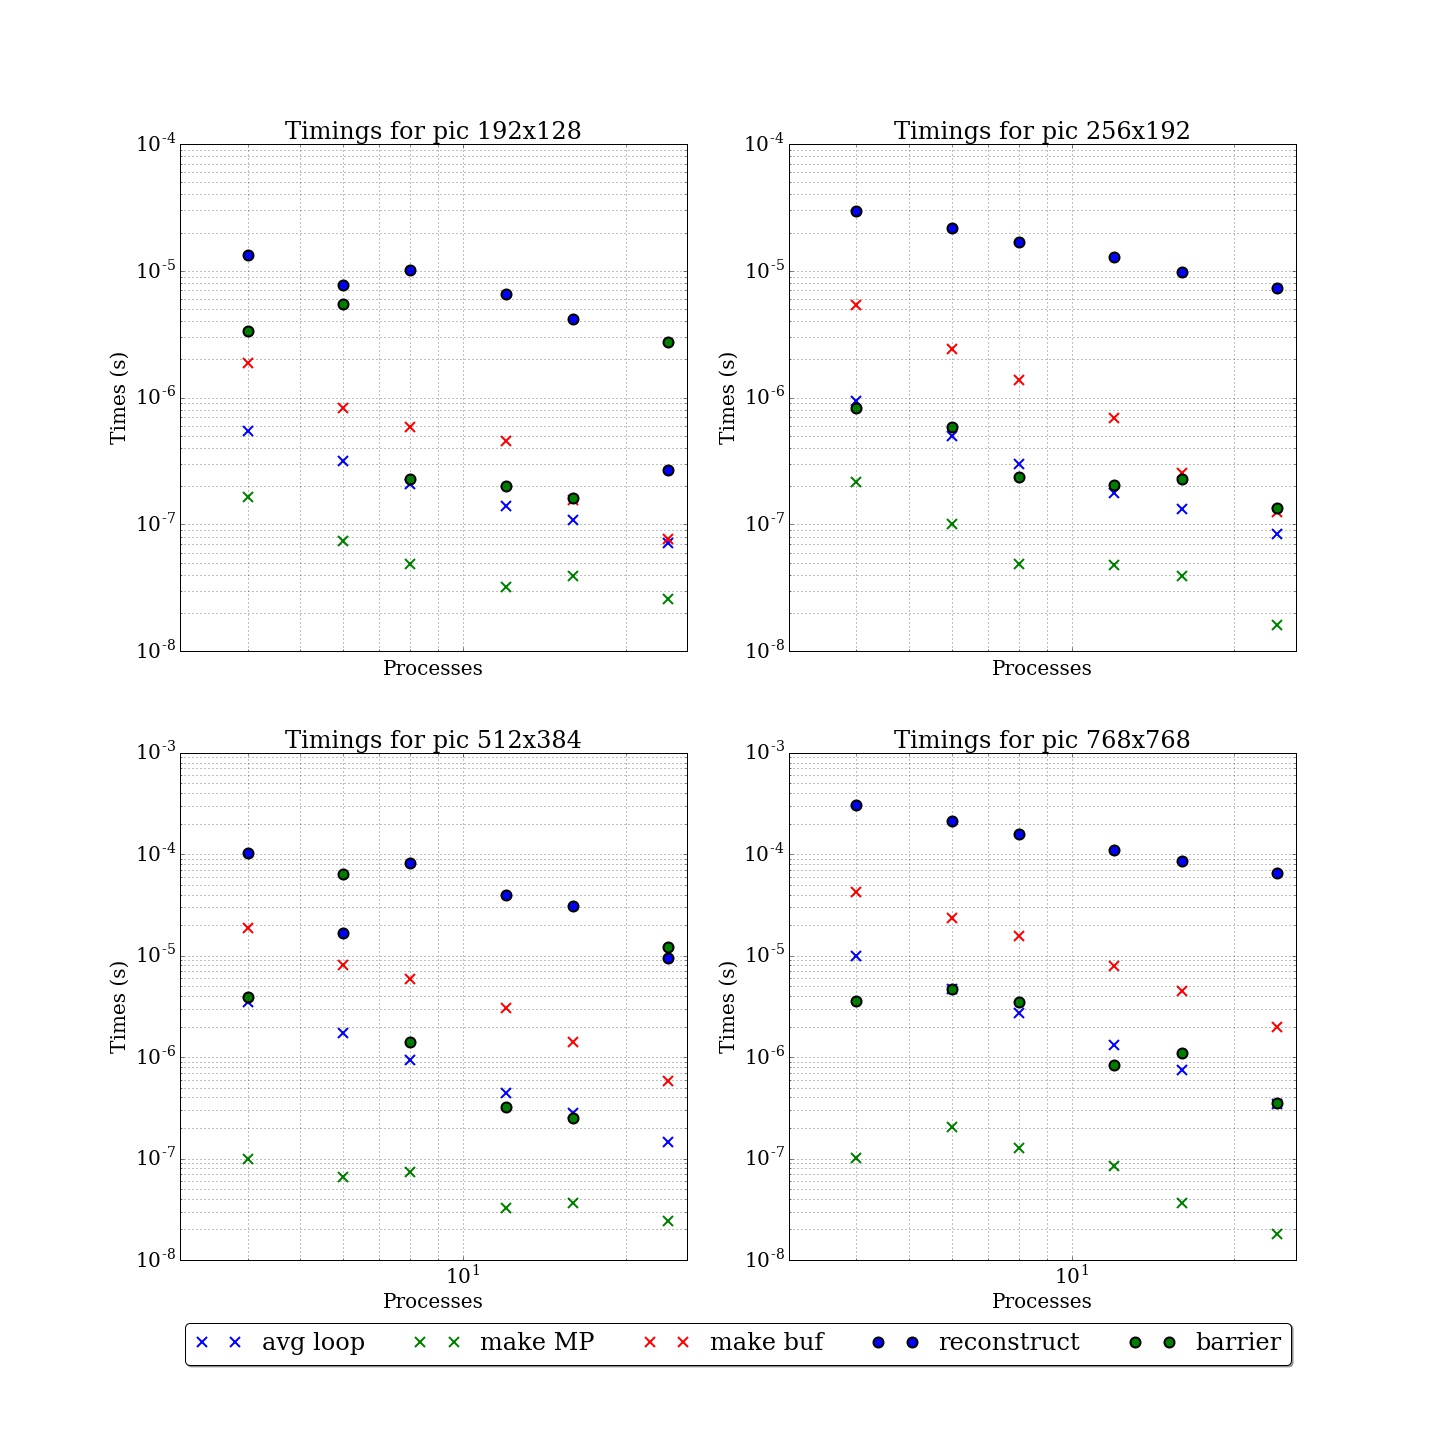 Timings for pic 192x128
10^-4
10^-5
10^-6
10^-7
10^-8
Times (s)
Processes
Timings for pic 256x192
10^-4
10^-5
10^-6
10^-7
10^-8
Times (s)
Processes
Timings for pic 512x384
10^-3
10^-4
10^-5
10^-6
10^-7
10^-8
Times (s)
10^1
Processes
Timings for pic 768x768
10^-3
10^-4
10^-5
10^-6
10^-7
10^-8
Times (s)
10^1
Processes
avg loop make MP make buf reconstruct barrier